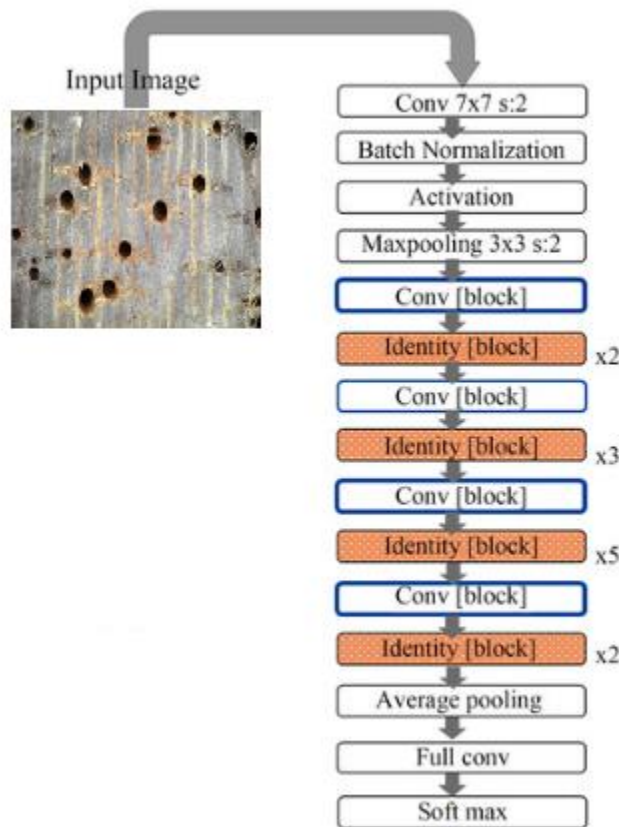 Input Image
Conv 7x7 s:2
Batch Normalization
Activation
Maxpooling 3x3 s:2
Conv [block]
Identity [block] x2
Conv [block]
Identity [block] x3
Conv [block]
Identity [block] x5
Conv [block]
Identity [block] x2
Average pooling
Full conv
Soft max